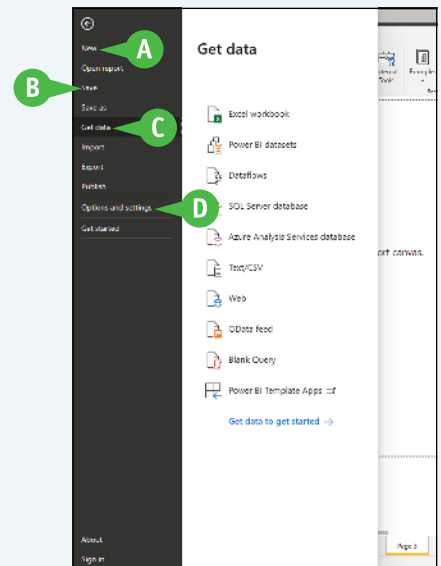 New
Open report
Save
Save as
Get data
Import
Export
Publish
Options and settings
Get started
About
Sign in
A
B
C
D
Get data
Excel workbook
Power BI datasets
Dataflows
SQL Server database
Azure Analysis Services database
Text/CSV
Web
OData feed
Blank Query
Power BI Template Apps
Get data to get started →
Tools
Examples
ort canvas.
Page 3